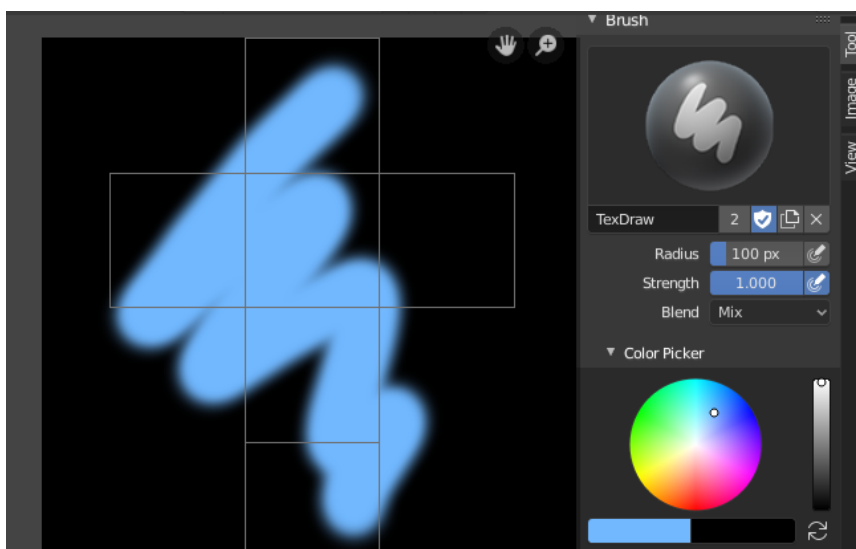 Brush
Tool
Image
View
TexDraw 2
Radius 100 px
Strength 1.000
Blend Mix
Color Picker